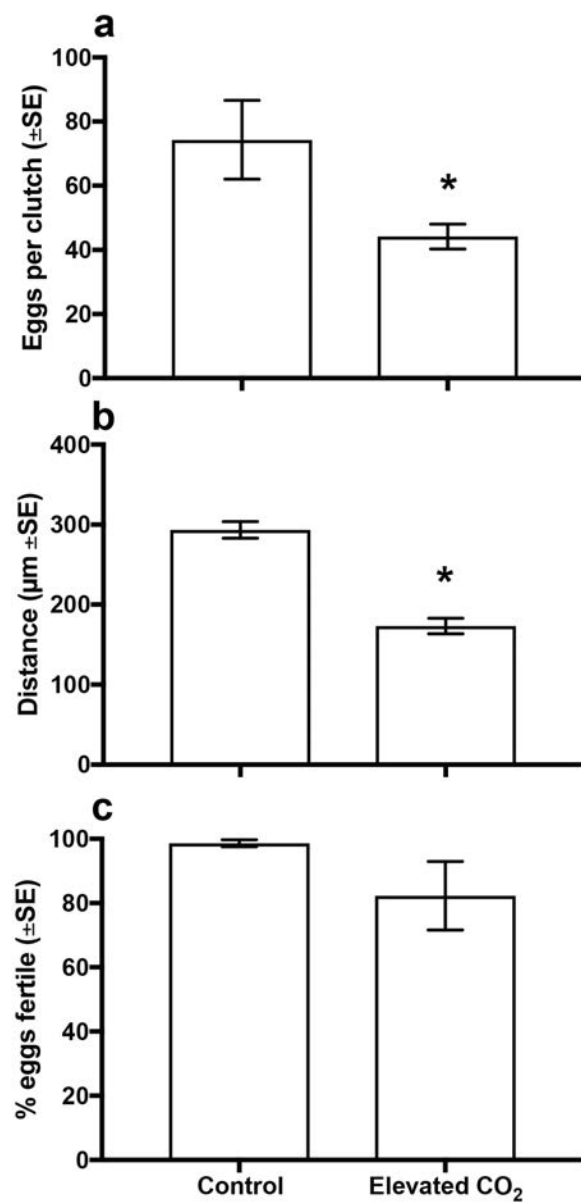 a
Eggs per clutch (±SE)
100
80
60
40
20
0
*
b
Distance (µm ±SE)
400
300
200
100
0
*
c
% eggs fertile (±SE)
100
80
60
40
20
0
Control
Elevated CO₂